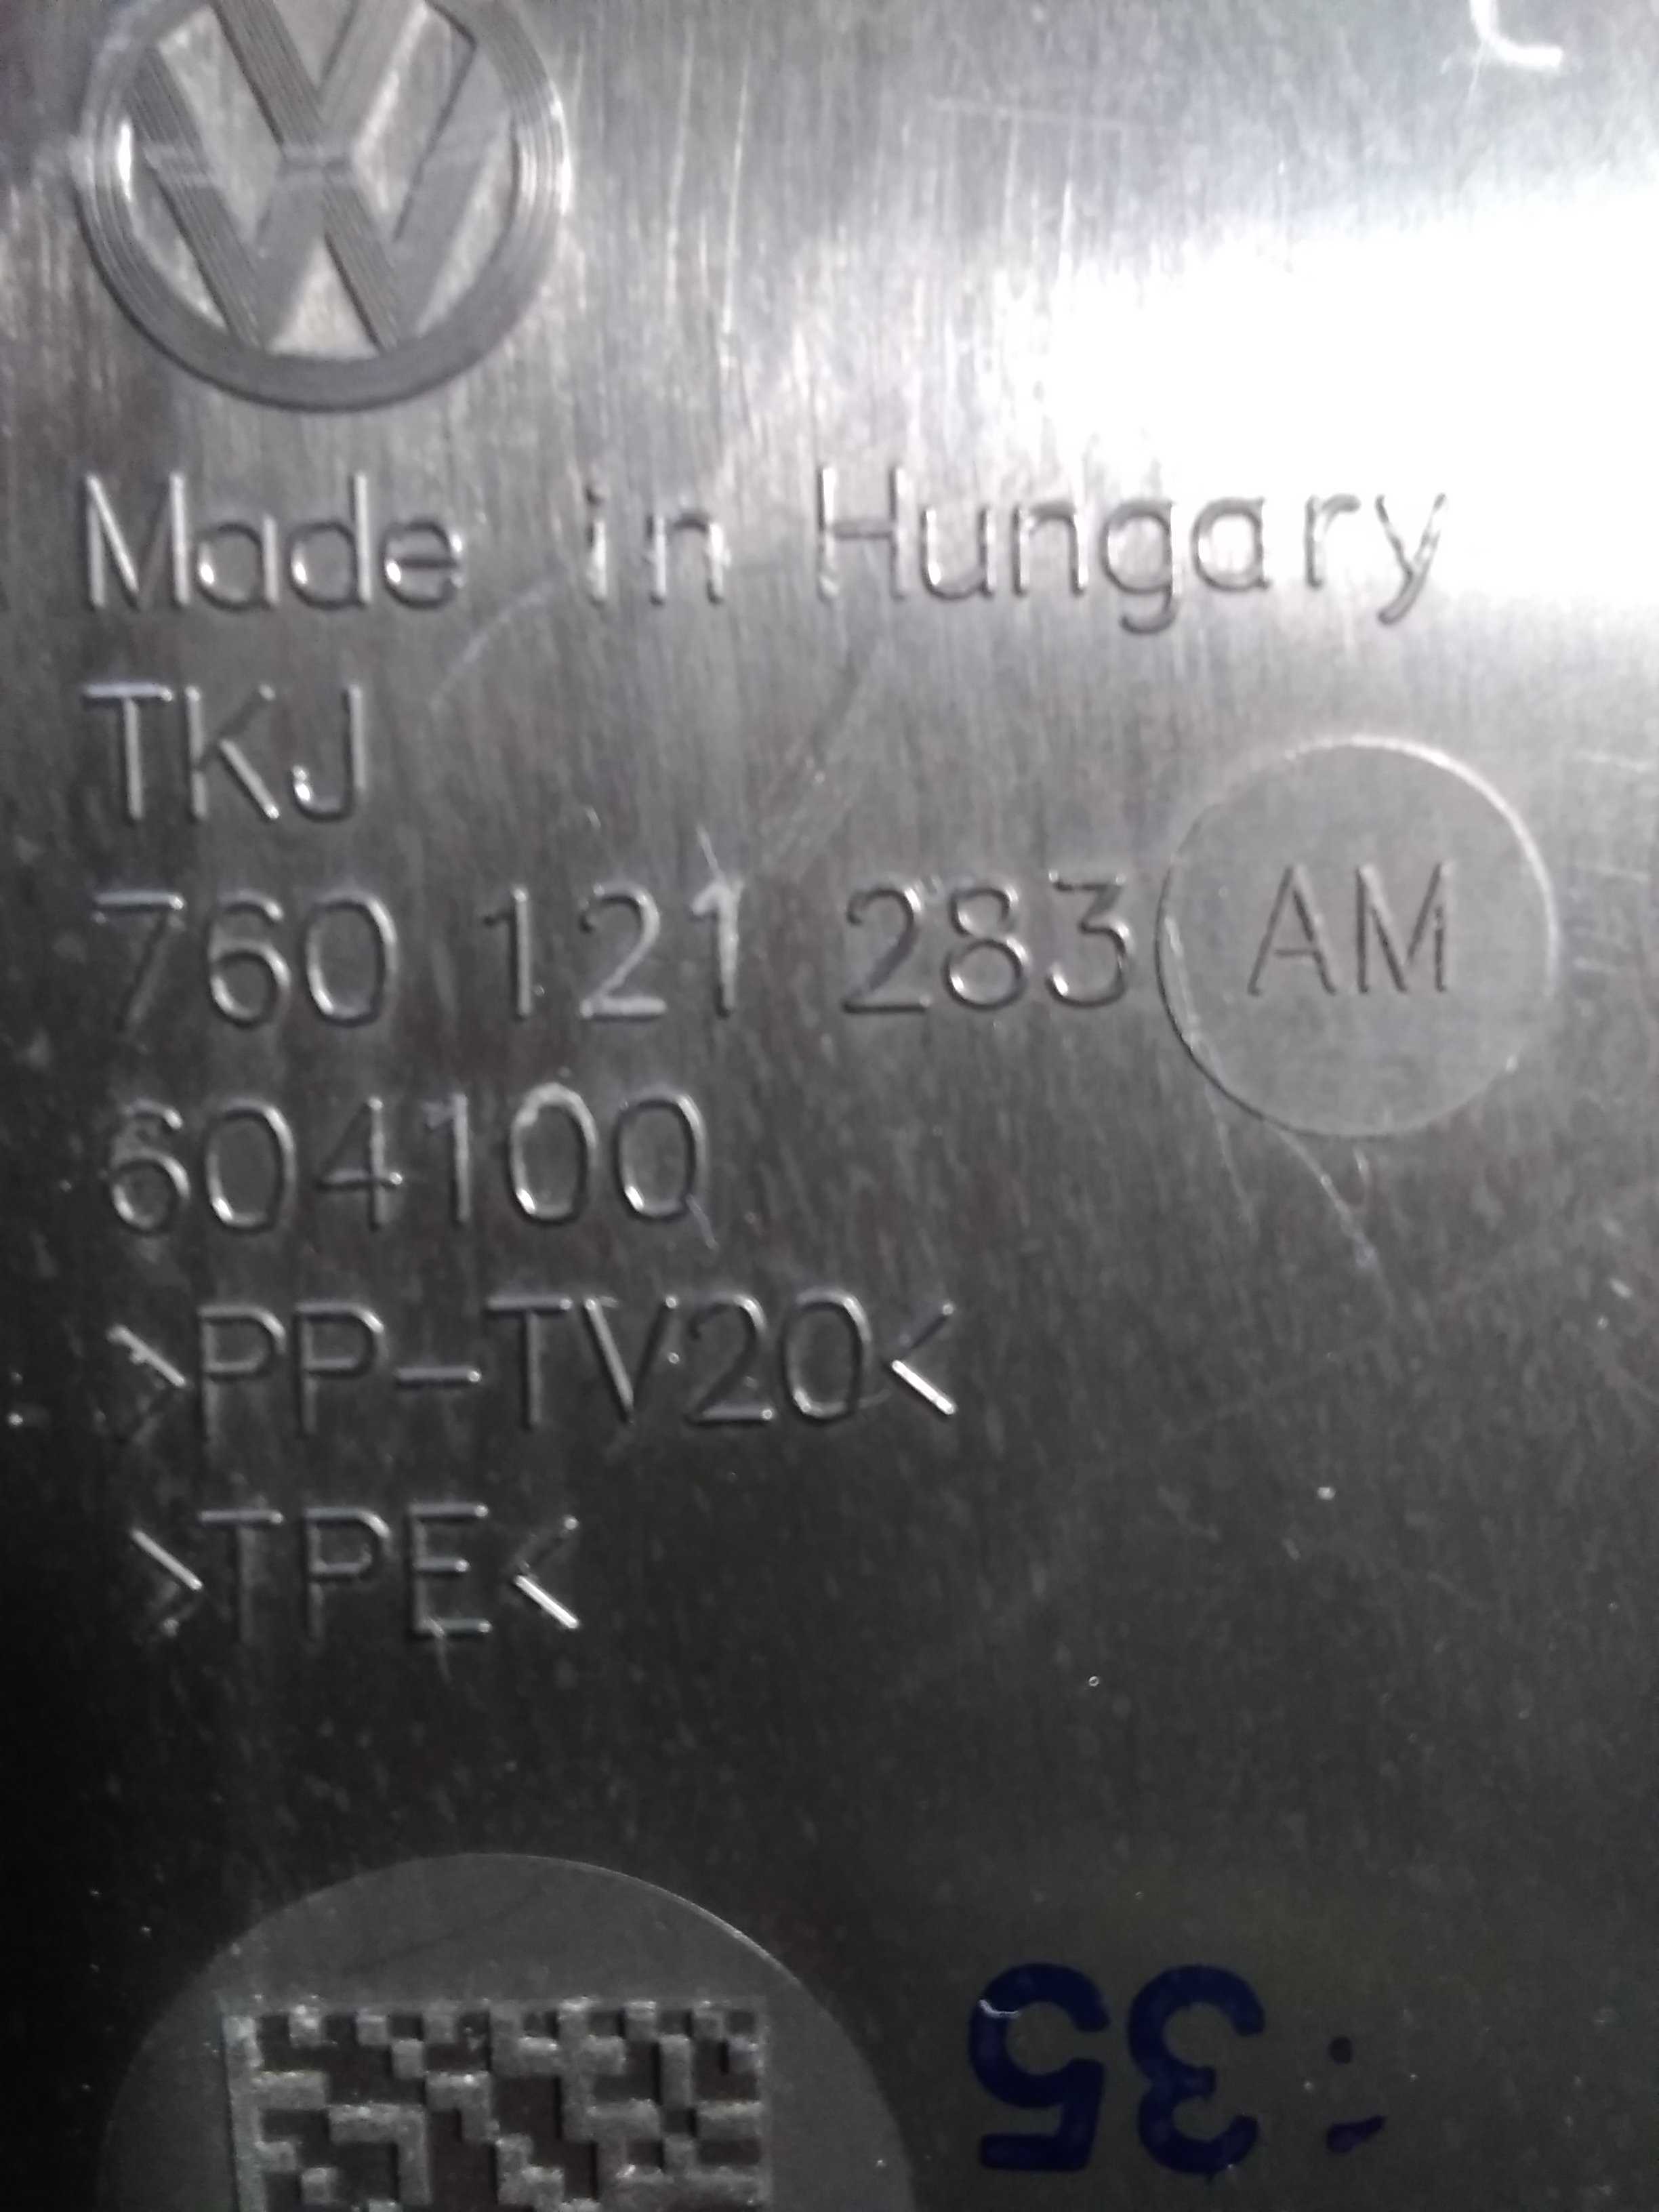 Made in Hungary
TKJ
760 121 283 AM
604100
>PP-TV20<
>TPE<
:35